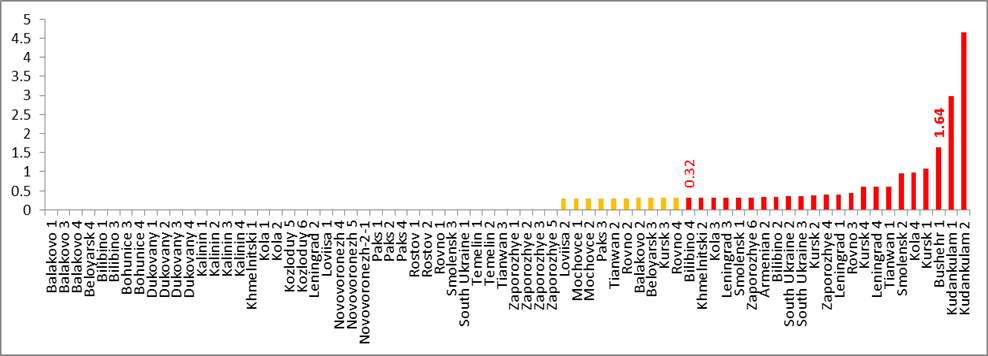 5
4.5
4
3.5
3
2.5
2
1.5
1
0.5
0
0.32
1.64
Balakovo 1
Balakovo 3
Balakovo 4
Beloyarsk 4
Bilibino 1
Bilibino 3
Bohunice 3
Bohunice 4
Dukovany 1
Dukovany 2
Dukovany 3
Dukovany 4
Kalinin 1
Kalinin 2
Kalinin 3
Kalinin 4
Khmelnitski 1
Kola 1
Kola 2
Kozloduy 5
Kozloduy 6
Leningrad 2
Loviisa 1
Novovoronezh 4
Novovoronezh 5
Novovoronezh-2-1
Paks 1
Paks 2
Paks 4
Rostov 1
Rostov 2
Rovno 1
Smolensk 3
South Ukraine 1
Temelin 1
Temelin 2
Tianwan 3
Zaporozhye 1
Zaporozhye 2
Zaporozhye 3
Zaporozhye 5
Loviisa 2
Mochovce 1
Mochovce 2
Paks 3
Tianwan 2
Rovno 2
Balakovo 2
Beloyarsk 3
Kursk 3
Rovno 4
Bilibino 4
Khmelnitski 2
Kola 3
Leningrad 3
Smolensk 1
Zaporozhye 6
Armenian 2
Bilibino 2
South Ukraine 2
South Ukraine 3
Kursk 2
Zaporozhye 4
Leningrad 1
Rovno 3
Kursk 4
Leningrad 4
Tianwan 1
Smolensk 2
Kola 4
Kursk 1
Bushehr 1
Kudankulam 1
Kudankulam 2